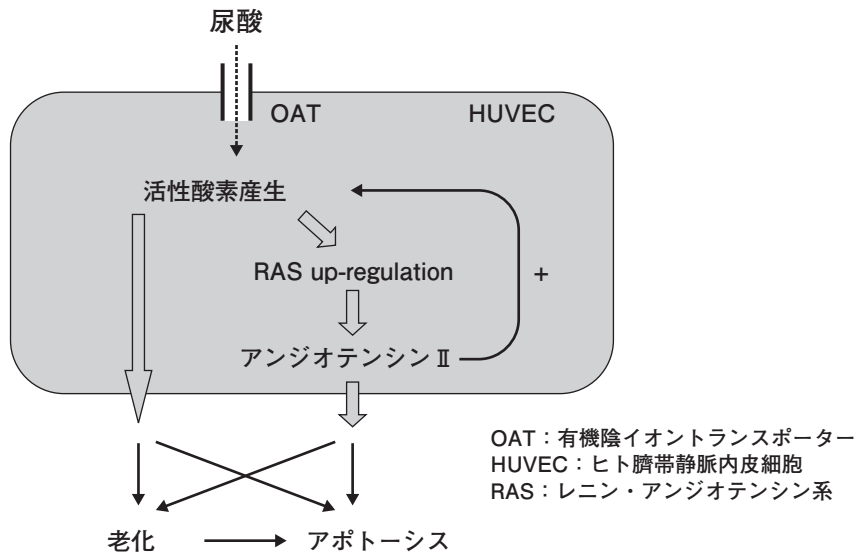 尿酸
OAT
HUVEC
活性酸素産生
RAS up-regulation
+
アンジオテンシンⅡ
OAT：有機陰イオントランスポーター
HUVEC：ヒト臍帯静脈内皮細胞
RAS：レニン・アンジオテンシン系
老化
アポトーシス